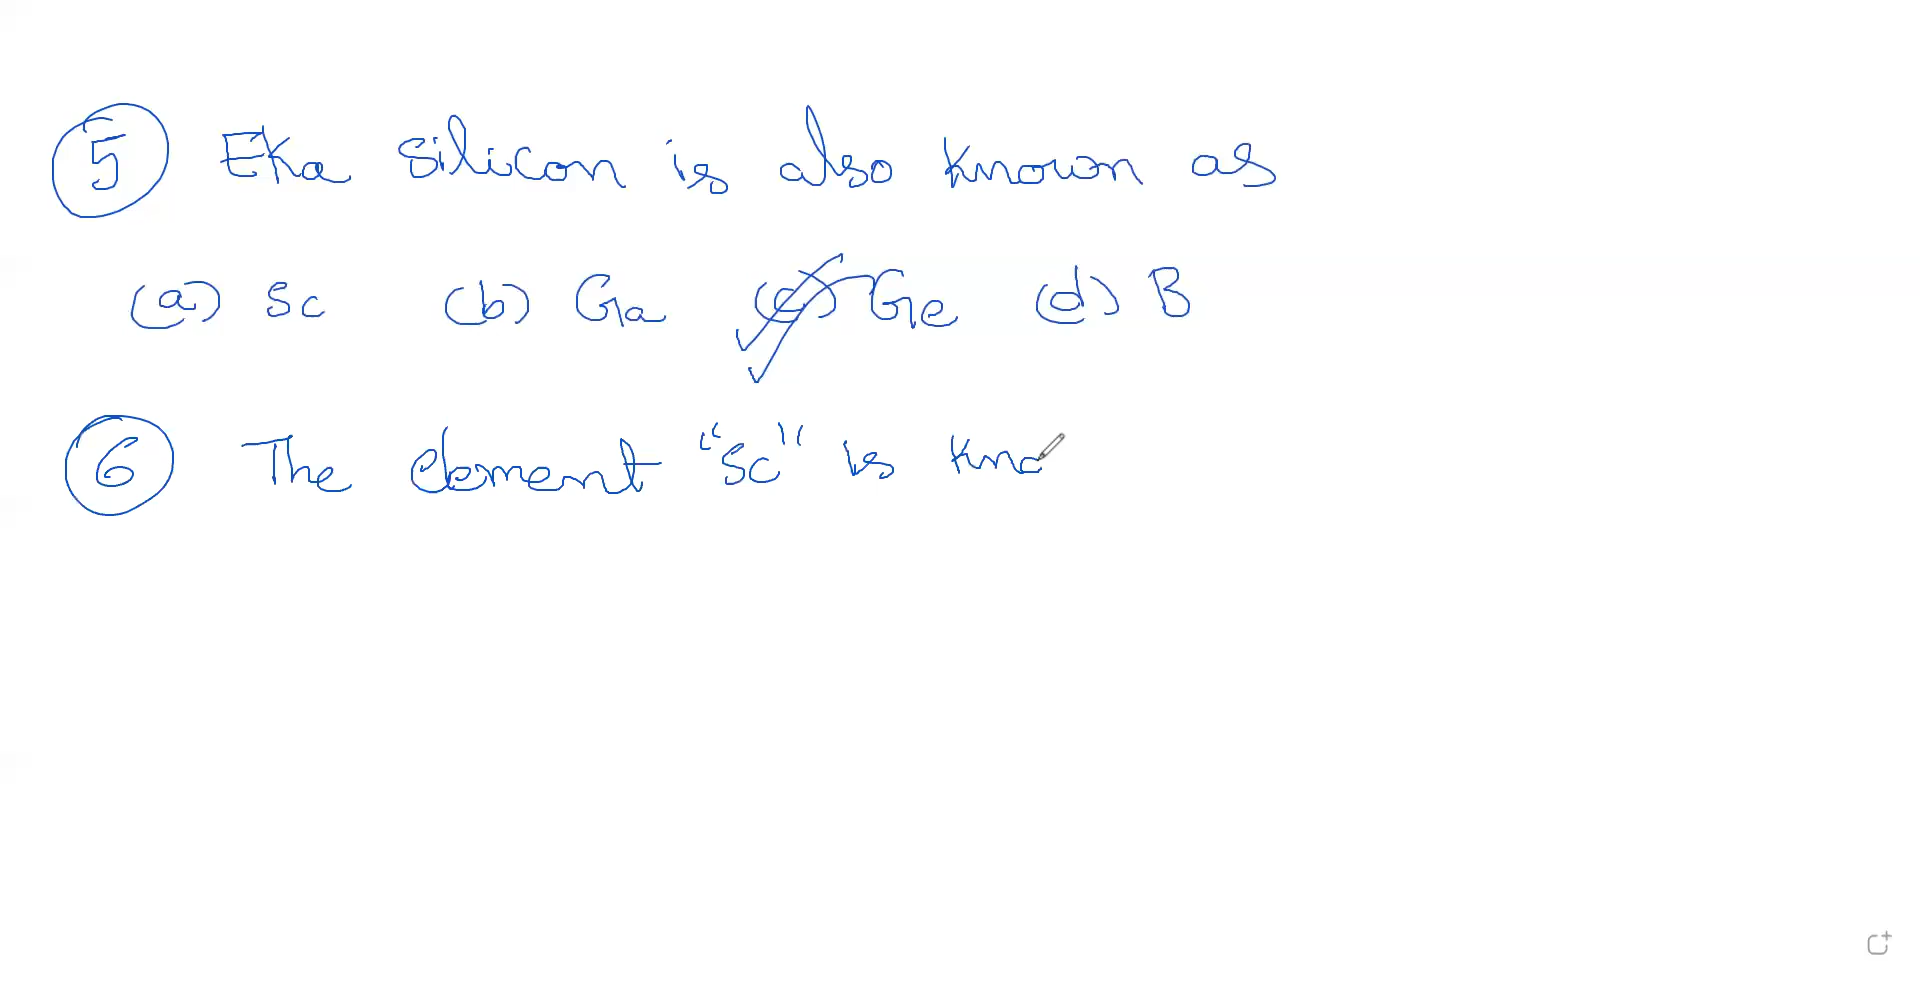 5 Eka silicon is also known as
(a) Sc (b) Ga (c) Ge (d) B
6 The element "Sc" is kno